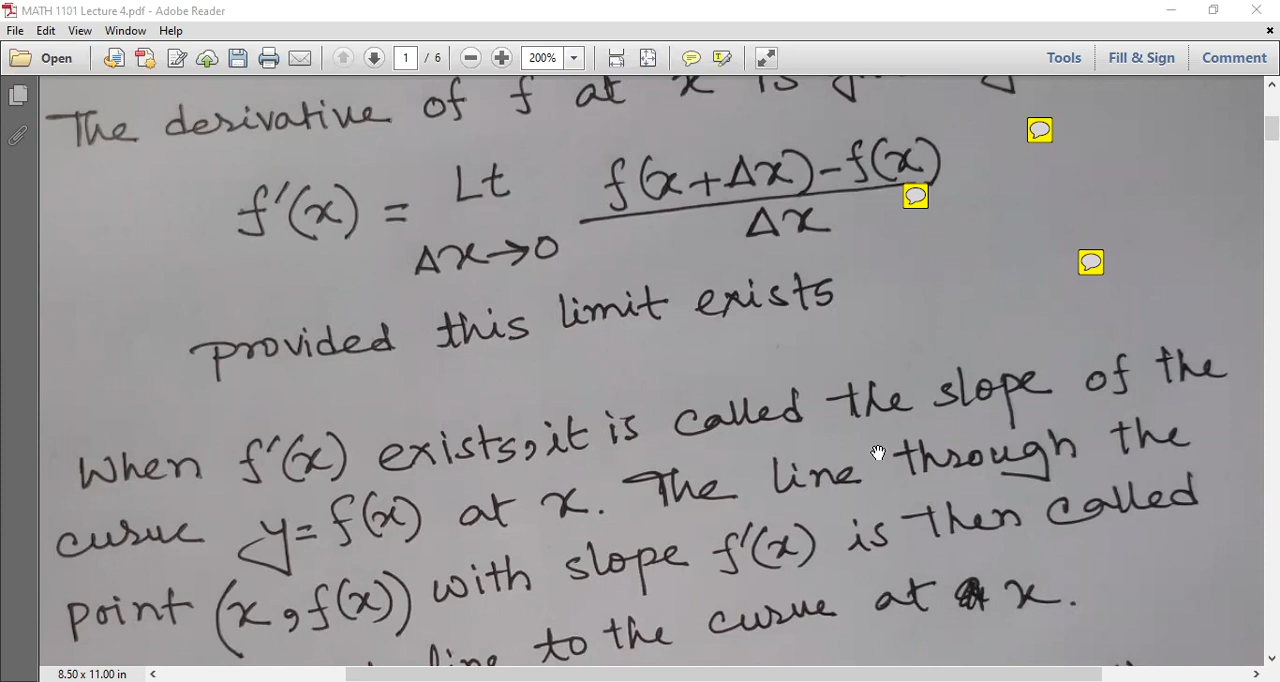 MATH 1101 Lecture 4.pdf - Adobe Reader
File Edit View Window Help
Open 1 / 6 200% Tools Fill & Sign Comment
The derivative of f at x is
f'(x) = Lt Δx→0 f(x+Δx)-f(x) / Δx
provided this limit exists
When f'(x) exists, it is called the slope of the
curve y=f(x) at x. The line through the
point (x, f(x)) with slope f'(x) is then called
line to the curve at x.
8.50 x 11.00 in